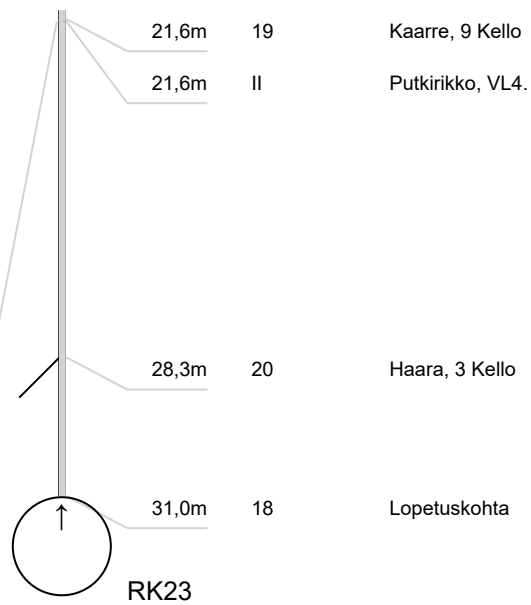 21,6m 19 Kaarre, 9 Kello
21,6m II Putkirikko, VL4.
28,3m 20 Haara, 3 Kello
31,0m 18 Lopetuskohta
↑
RK23